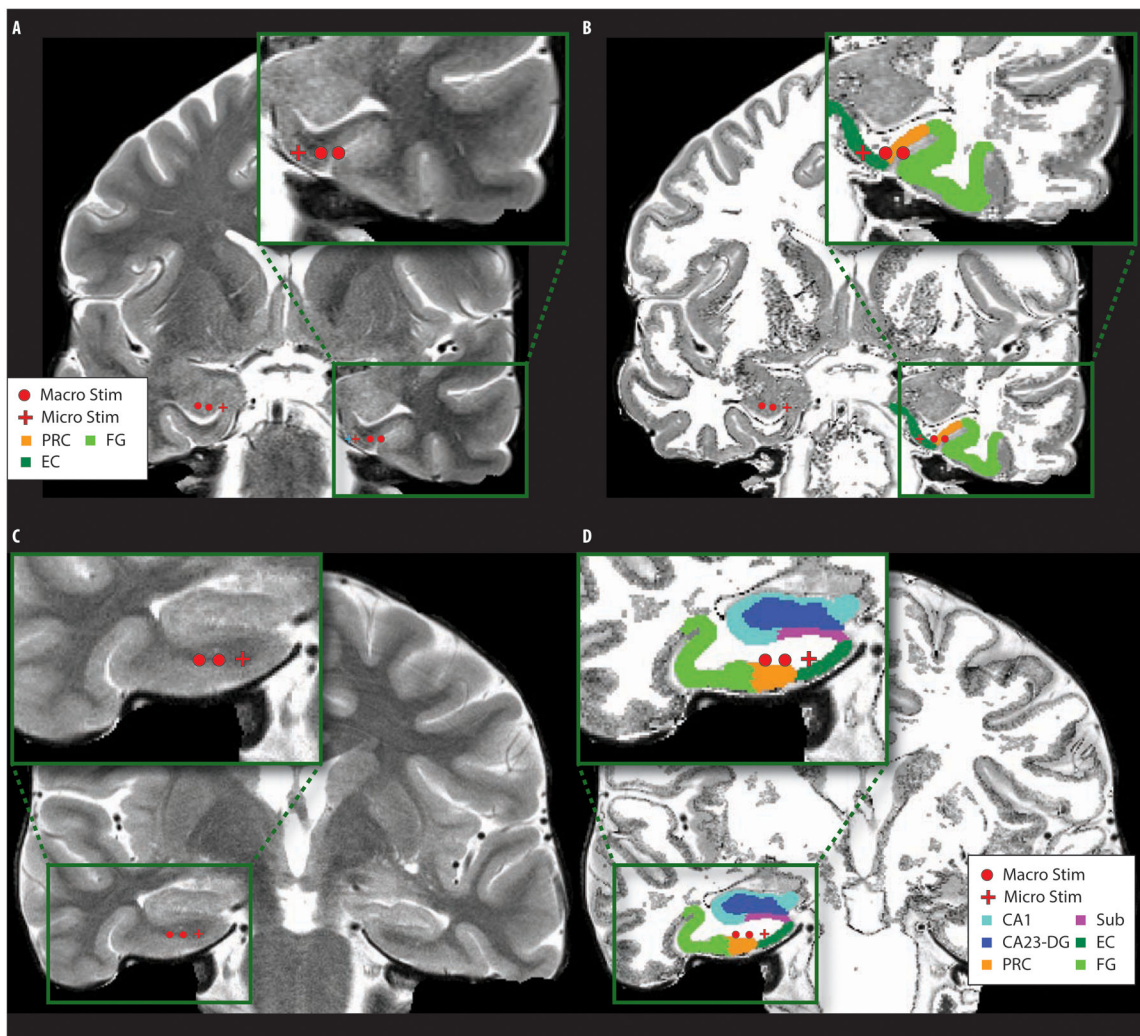 A
B
Macro Stim
Micro Stim
PRC FG
EC
C
D
Macro Stim
Micro Stim
CA1 Sub
CA23-DG EC
PRC FG